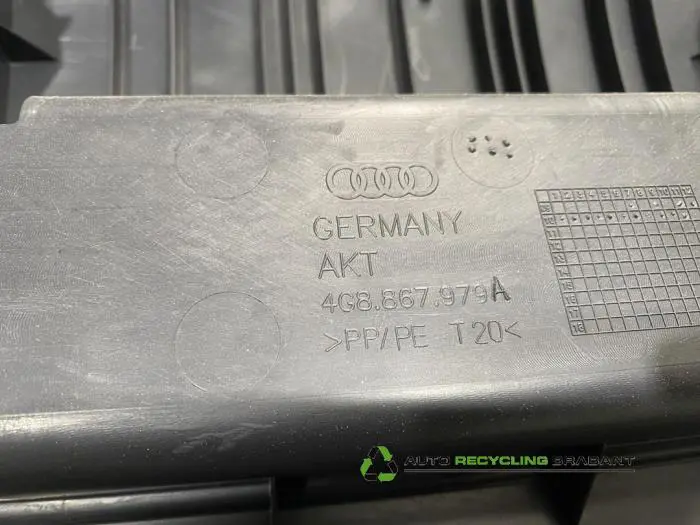 GERMANY
AKT
4G8.867.979A
>PP/PE T20<
AUTO RECYCLING BRABANT